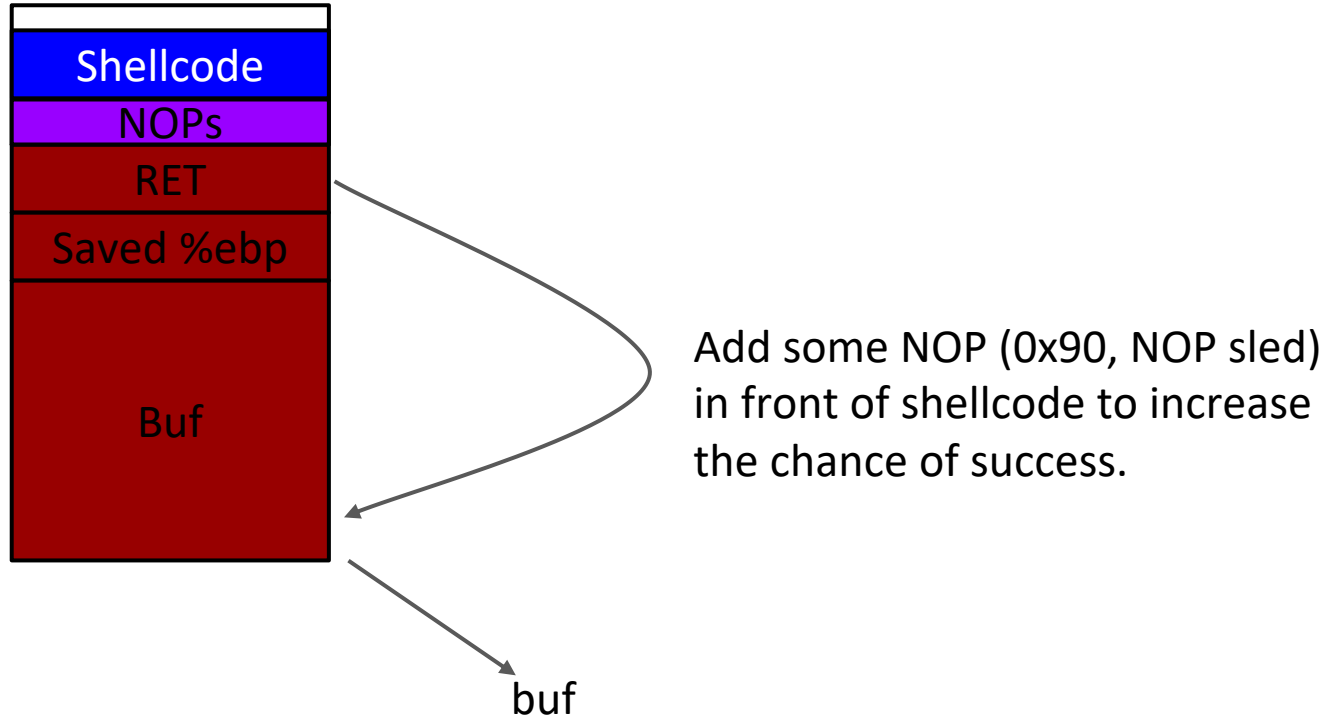 Shellcode
NOPs
RET
Saved %ebp
Buf
Add some NOP (0x90, NOP sled)
in front of shellcode to increase
the chance of success.
buf